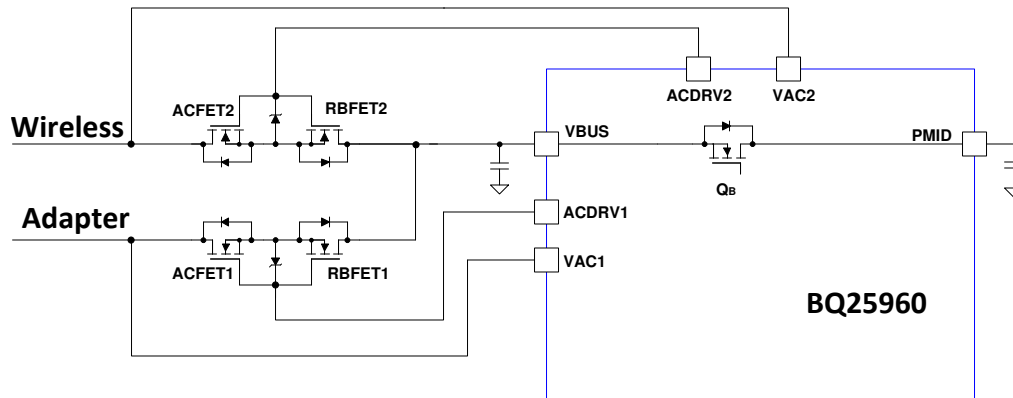 ACDRV2
VAC2
ACFET2
RBFET2
Wireless
VBUS
PMID
QB
Adapter
ACDRV1
ACFET1
RBFET1
VAC1
BQ25960